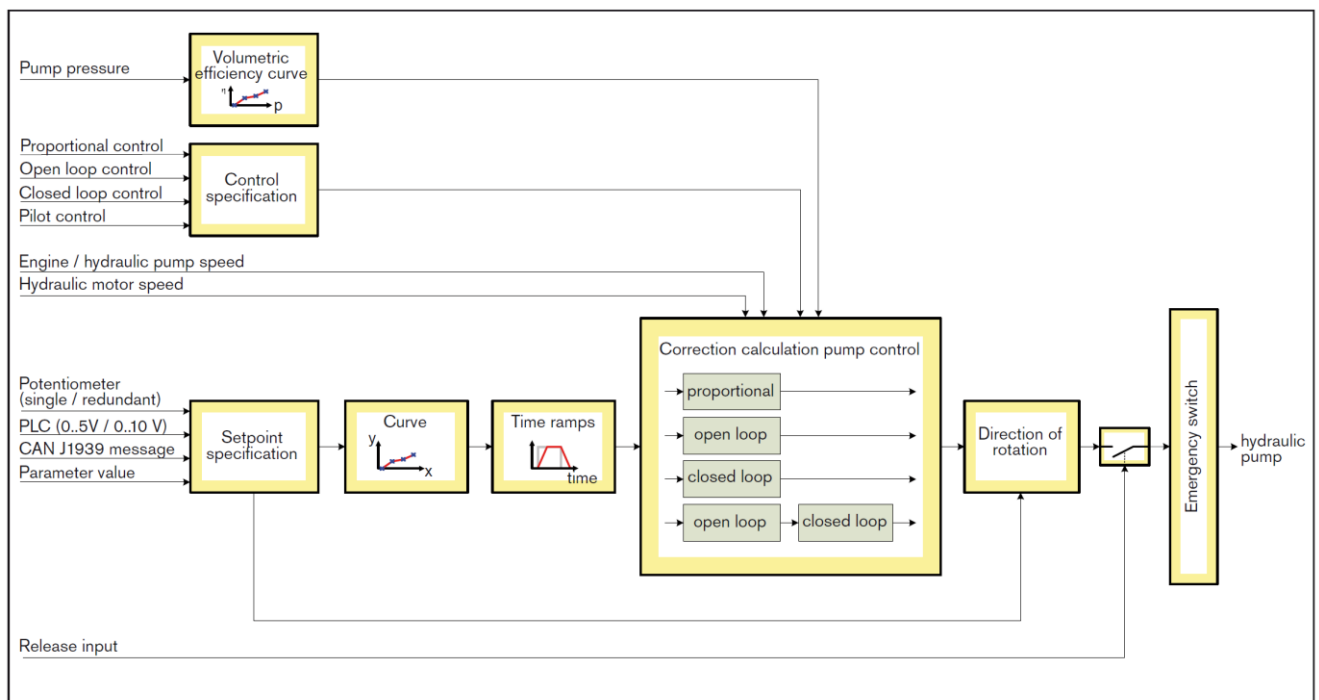 Pump pressure
Volumetric
efficiency curve
η
p
Proportional control
Open loop control
Closed loop control
Pilot control
Control
specification
Engine / hydraulic pump speed
Hydraulic motor speed
Potentiometer
(single / redundant)
PLC (0..5V / 0..10 V)
CAN J1939 message
Parameter value
Setpoint
specification
Curve
y
x
Time ramps
time
Correction calculation pump control
proportional
open loop
closed loop
open loop
closed loop
Direction of
rotation
Emergency switch
hydraulic
pump
Release input